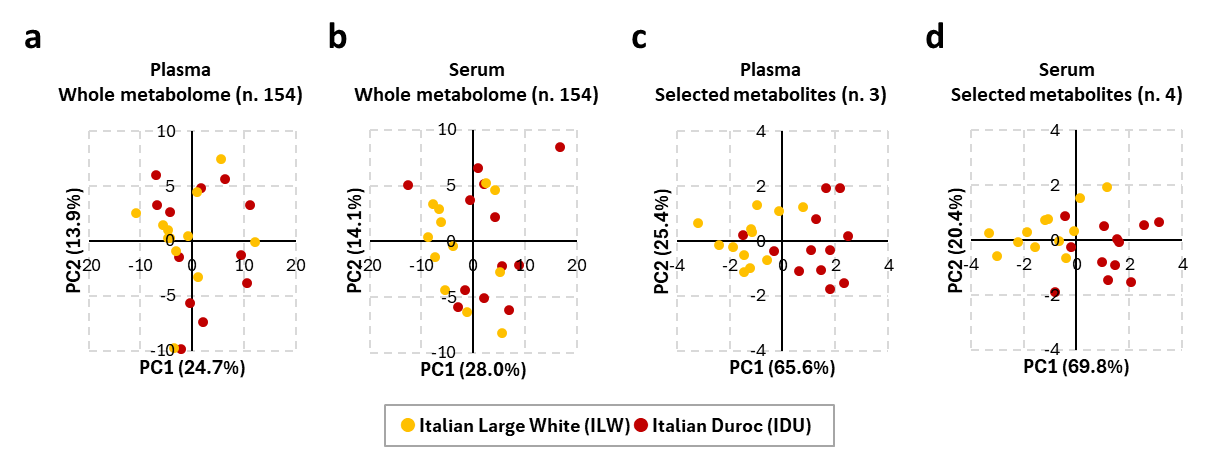 a
Plasma
Whole metabolome (n. 154)
PC2 (13.9%)
10
5
0
-5
-10
20
-10
0
10
20
PC1 (24.7%)
b
Serum
Whole metabolome (n. 154)
PC2 (14.1%)
10
5
0
-5
-10
20
-10
0
10
20
PC1 (28.0%)
c
Plasma
Selected metabolites (n. 3)
PC2 (25.4%)
4
2
0
-2
-4
-4
-2
0
2
4
PC1 (65.6%)
d
Serum
Selected metabolites (n. 4)
PC2 (20.4%)
4
2
0
-2
-4
-4
-2
0
2
4
PC1 (69.8%)
Italian Large White (ILW) Italian Duroc (IDU)